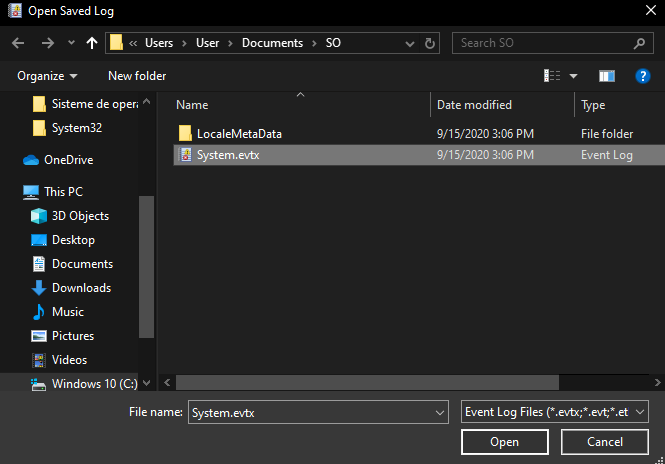 Open Saved Log
« Users > User > Documents > SO
Search SO
Organize
New folder
Name
Date modified
Type
Sisteme de opera
System32
OneDrive
This PC
3D Objects
Desktop
Documents
Downloads
Music
Pictures
Videos
Windows 10 (C:)
LocaleMetaData 9/15/2020 3:06 PM File folder
System.evtx 9/15/2020 3:06 PM Event Log
File name: System.evtx
Event Log Files (*.evtx;*.evt;*.et
Open
Cancel